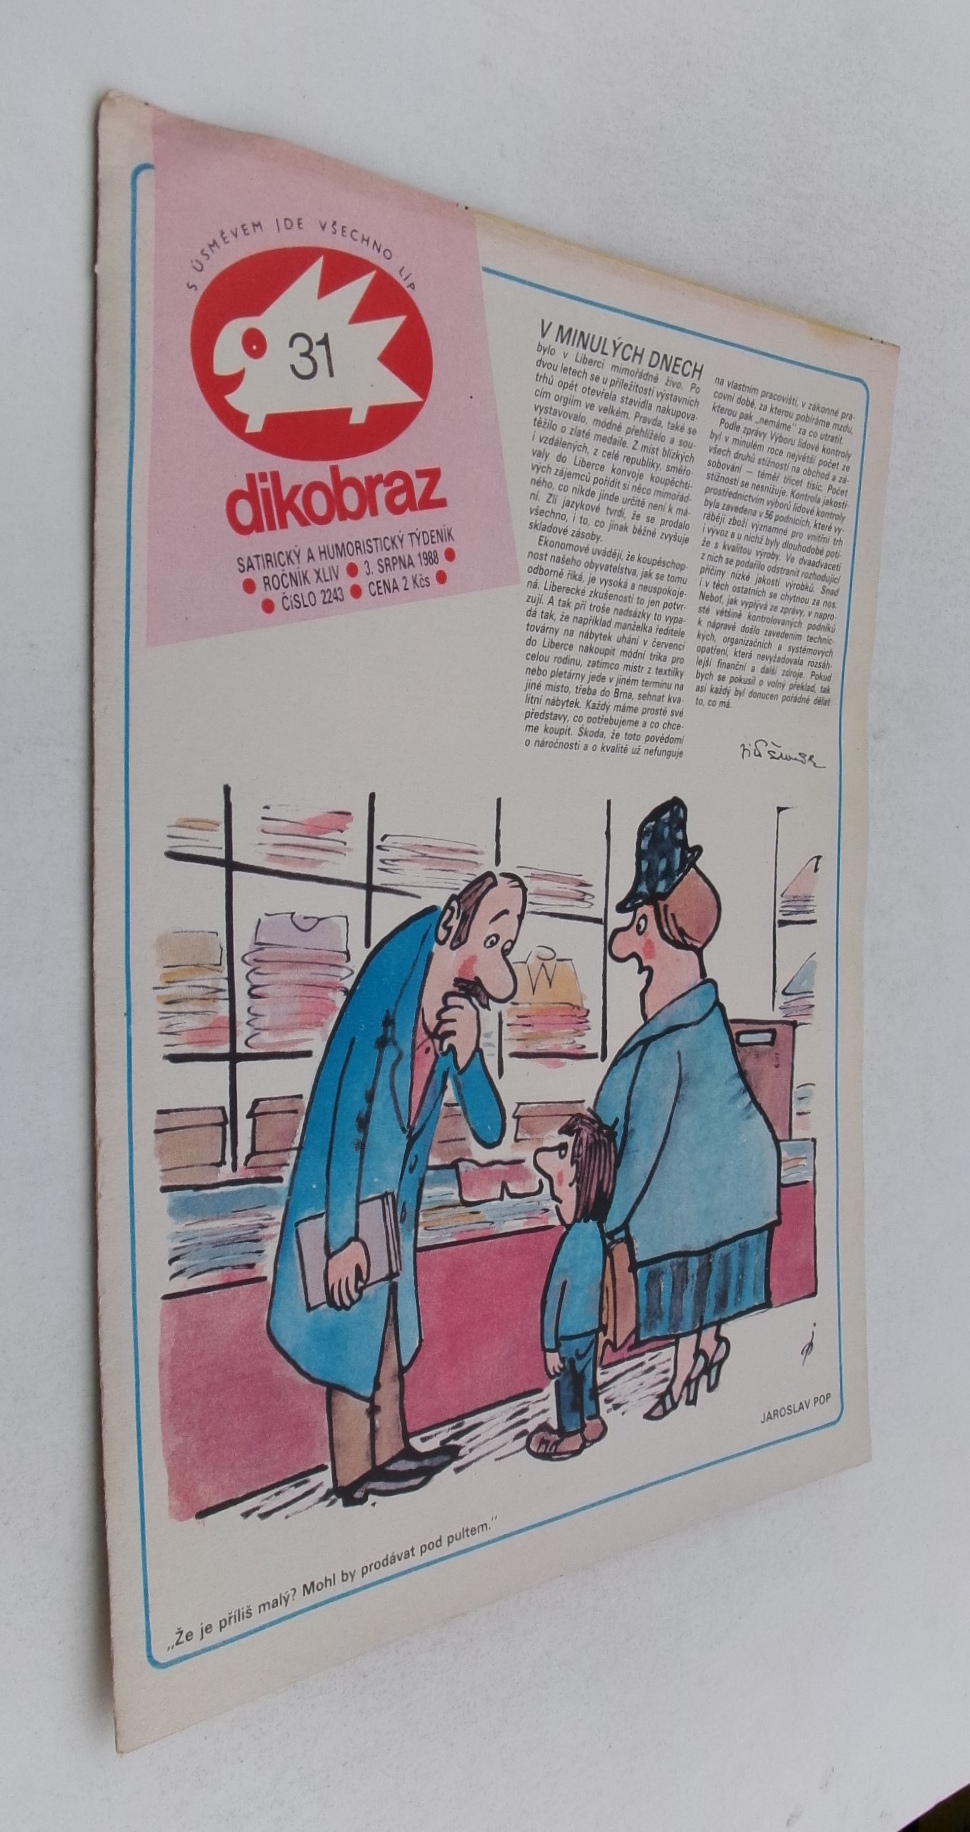 S ÚSMĚVEM JDE VŠECHNO LÍP
31
dikobraz
SATIRICKÝ A HUMORISTICKÝ TÝDENÍK
● ROČNÍK XLIV ● 3. SRPNA 1988 ●
● ČÍSLO 2243 ● CENA 2 Kčs ●
V MINULÝCH DNECH
bylo v Liberci mimořádně živo. Po
dvou letech se u příležitosti výstavních
trhů opět otevřela stavidla nakupova-
cím orgiím ve velkém. Pravda, také se
vystavovalo, módně přehlíželo a sou-
těžilo o zlaté medaile. Z míst blízkých
i vzdálených, z celé republiky, směřo-
valy do Liberce konvoje koupěchti-
vých zájemců pořídit si něco mimořád-
ného, co nikde jinde určitě není k má-
ní. Zlí jazykové tvrdí, že se prodalo
všechno, i to, co jinak běžně zvyšuje
skladové zásoby.
Ekonomové uvádějí, že koupěschop-
nost našeho obyvatelstva, jak se tomu
odborně říká, je vysoká a neuspokoje-
ná. Liberecké zkušenosti to jen potvr-
zují. A tak při troše nadsázky to vypa-
dá tak, že například manželka ředitele
továrny na nábytek uhání v červenci
do Liberce nakoupit módní trika pro
celou rodinu, zatímco mistr z textilky
nebo pletárny jede v jiném termínu na
jiné místo, třeba do Brna, sehnat kva-
litní nábytek. Každý máme prostě své
představy, co potřebujeme a co chce-
me koupit. Škoda, že toto povědomí
o náročnosti a o kvalitě už nefunguje
na vlastním pracovišti, v zákonné pra-
covní době, za kterou pobíráme mzdu,
kterou pak „nemáme“ za co utratit.
Podle zprávy Výboru lidové kontroly
byl v minulém roce největší počet ze
všech druhů stížností na obchod a zá-
sobování — téměř třicet tisíc. Počet
stížností se nesnižuje. Kontrola jakosti
prostřednictvím výborů lidové kontroly
byla zavedena v 56 podnicích, které vy-
rábějí zboží významné pro vnitřní trh
i vývoz a u nichž byly dlouhodobé potí-
že s kvalitou výroby. Ve dvaadvaceti
z nich se podařilo odstranit rozhodující
příčiny nízké jakosti výrobků. Snad
i v těch ostatních se chytnou za nos.
Neboť, jak vyplývá ze zprávy, v napro-
sté většině kontrolovaných podniků
k nápravě došlo zavedením technic-
kých, organizačních a systémových
opatření, která nevyžadovala rozsáh-
lejší finanční a další zdroje. Pokud
bych se pokusil o volný překlad, tak
asi každý byl donucen pořádně dělat
to, co má.
JAROSLAV POP
„Že je příliš malý? Mohl by prodávat pod pultem.“